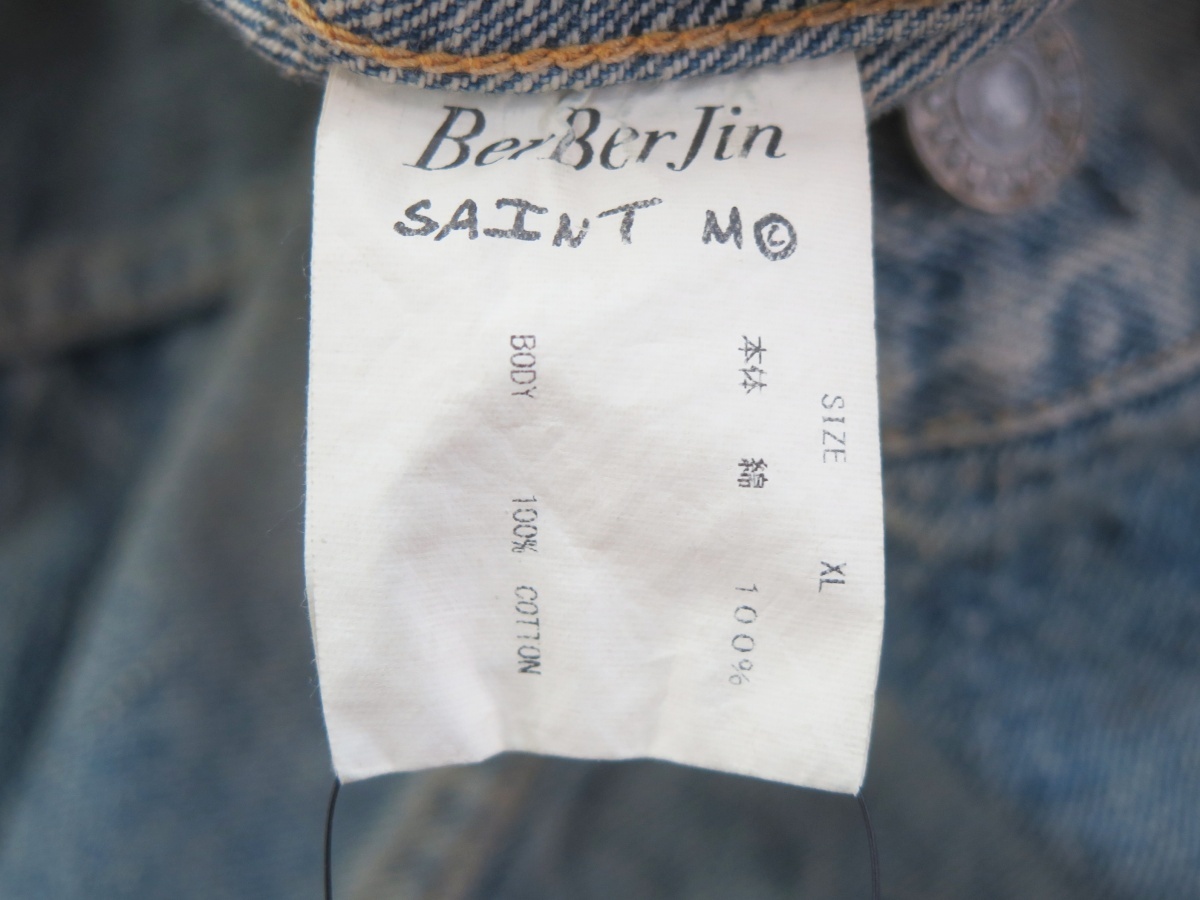 BerBerJin
SAINT M©
SIZE XL
本体 綿 100%
BODY 100% COTTON